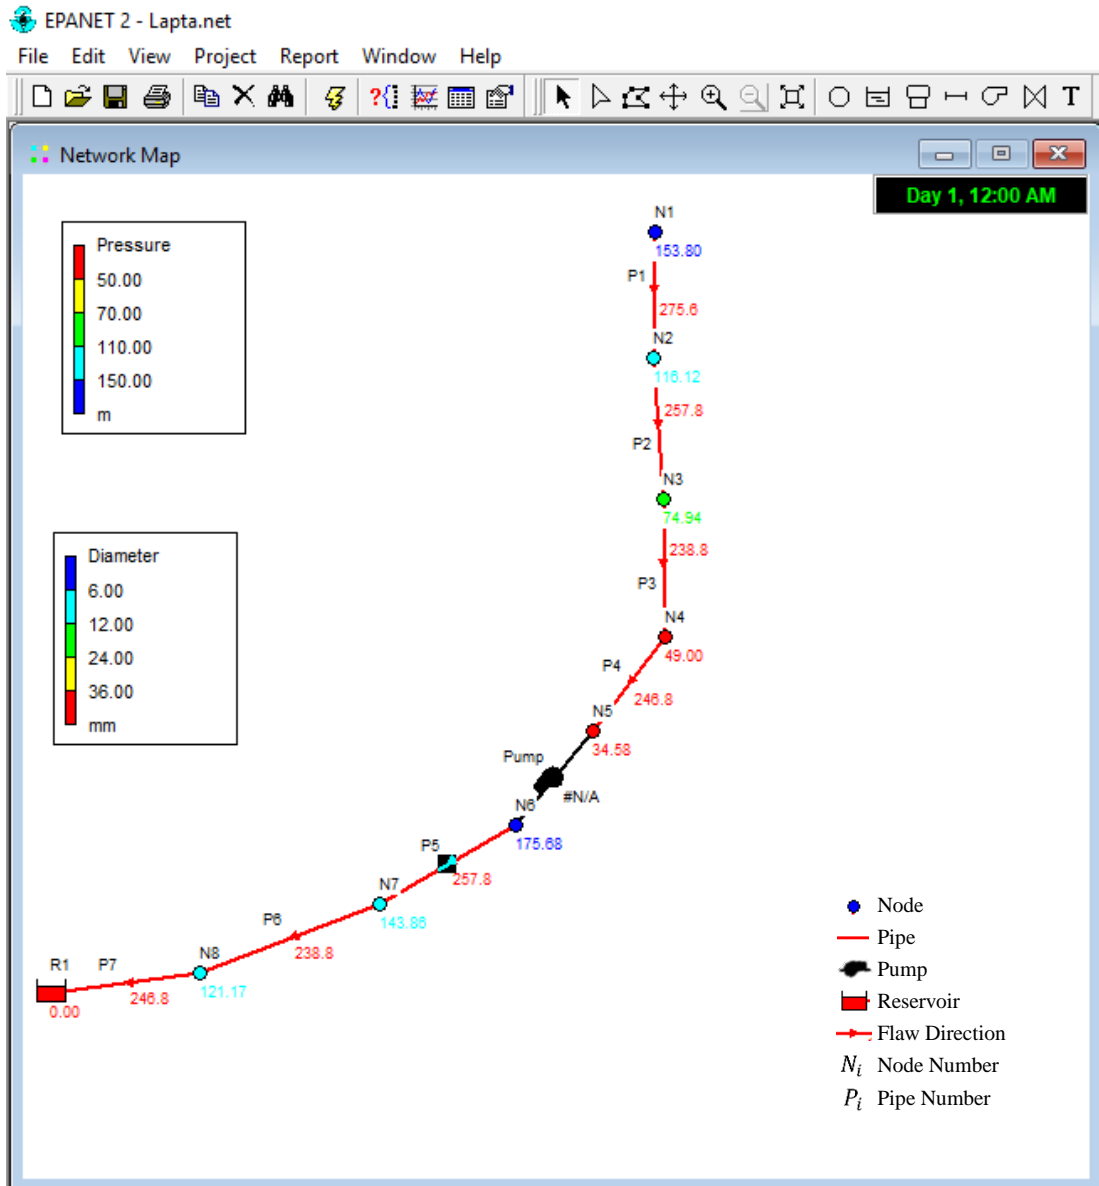 EPANET 2 - Lapta.net
File Edit View Project Report Window Help
T
Network Map
Day 1, 12:00 AM
Pressure
50.00
70.00
110.00
150.00
m
Diameter
6.00
12.00
24.00
36.00
mm
N1
153.80
P1
275.6
N2
116.12
257.8
P2
N3
74.94
238.8
P3
N4
49.00
P4
246.8
N5
34.58
Pump
#N/A
N6
175.68
P5
257.8
N7
143.86
P6
238.8
N8
121.17
R1
P7
246.8
0.00
Node
Pipe
Pump
Reservoir
Flaw Direction
Ni Node Number
Pi Pipe Number